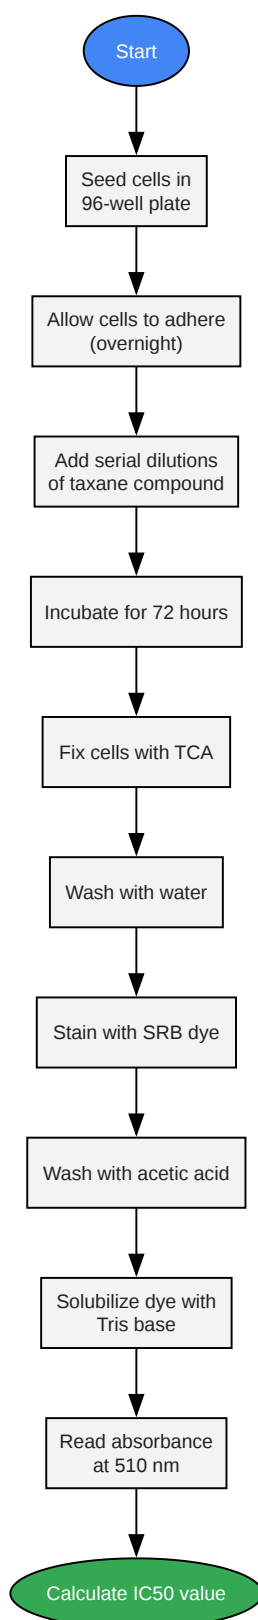 Start
Seed cells in
96-well plate
Allow cells to adhere
(overnight)
Add serial dilutions
of taxane compound
Incubate for 72 hours
Fix cells with TCA
Wash with water
Stain with SRB dye
Wash with acetic acid
Solubilize dye with
Tris base
Read absorbance
at 510 nm
Calculate IC50 value